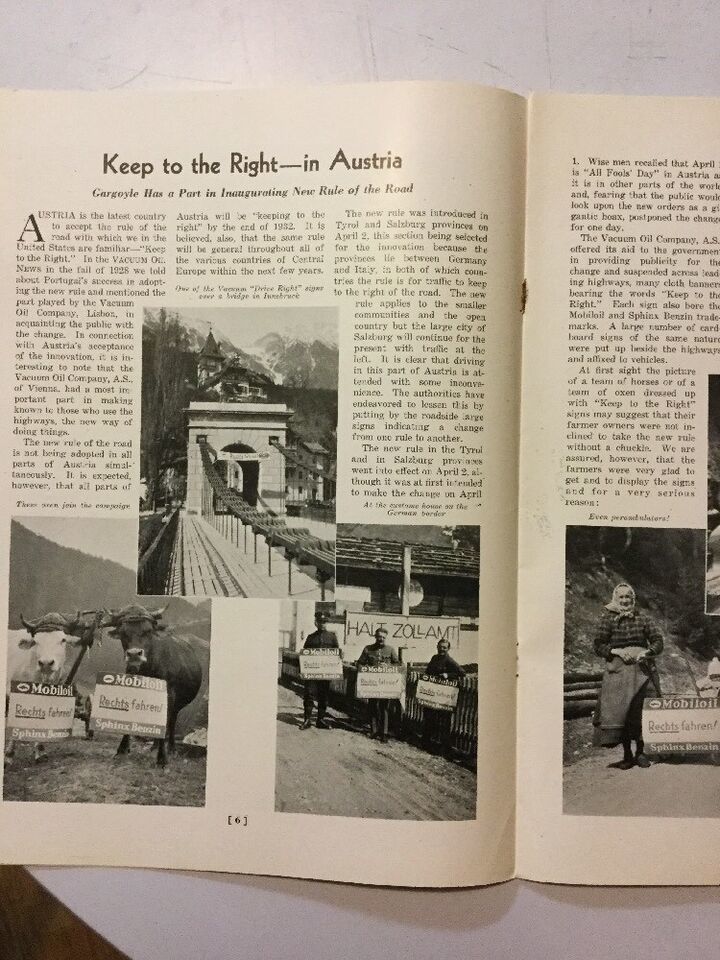 Keep to the Right—in Austria
Gargoyle Has a Part in Inaugurating New Rule of the Road
AUSTRIA is the latest country
to accept the rule of the
road with which we in the
United States are familiar—"Keep
to the Right." In the VACUUM OIL
NEWS in the fall of 1928 we told
about Portugal's success in adopt-
ing the new rule and mentioned the
part played by the Vacuum
Oil Company, Lisbon, in
acquainting the public with
the change. In connection
with Austria's acceptance
of the innovation, it is in-
teresting to note that the
Vacuum Oil Company, A.S.,
of Vienna, had a most im-
portant part in making
known to those who use the
highways, the new way of
doing things.
The new rule of the road
is not being adopted in all
parts of Austria simul-
taneously. It is expected,
however, that all parts of
These oxen join the campaign
Austria will be "keeping to the
right" by the end of 1932. It is
believed, also, that the same rule
will be general throughout all of
the various countries of Central
Europe within the next few years.
One of the Vacuum "Drive Right" signs
over a bridge in Innsbruck
The new rule was introduced in
Tyrol and Salzburg provinces on
April 2, this section being selected
for the innovation because the
provinces lie between Germany
and Italy, in both of which coun-
tries the rule is for traffic to keep
to the right of the road. The new
rule applies to the smaller
communities and the open
country but the large city of
Salzburg will continue for the
present with traffic at the
left. It is clear that driving
in this part of Austria is at-
tended with some inconve-
nience. The authorities have
endeavored to lessen this by
putting by the roadside large
signs indicating a change
from one rule to another.
The new rule in the Tyrol
and in Salzburg provinces
went into effect on April 2, al-
though it was at first intended
to make the change on April
At the customs house on the
German border
Mobiloil
Rechts fahren!
Sphinx Benzin
Mobiloil
Rechts fahren!
Sphinx Benzin
HALT ZOLLAMT
Mobiloil
Rechts fahren!
Sphinx Benzin
Mobiloil
Rechts fahren!
Mobiloil
Rechts fahren!
Sphinx Benzin
[6]
1. Wise men recalled that April
is "All Fools' Day" in Austria as
it is in other parts of the world
and, fearing that the public would
look upon the new orders as a gi-
gantic hoax, postponed the change
for one day.
The Vacuum Oil Company, A.S.
offered its aid to the government
in providing publicity for the
change and suspended across lead-
ing highways, many cloth banners
bearing the words "Keep to the
Right." Each sign also bore the
Mobiloil and Sphinx Benzin trade-
marks. A large number of card-
board signs of the same nature
were put up beside the highways
and affixed to vehicles.
At first sight the picture
of a team of horses or of a
team of oxen dressed up
with "Keep to the Right"
signs may suggest that their
farmer owners were not in-
clined to take the new rule
without a chuckle. We are
assured, however, that the
farmers were very glad to
get and to display the signs
and for a very serious
reason:
Even perambulators!
Mobiloil
Rechts fahren!
Sphinx Benzin